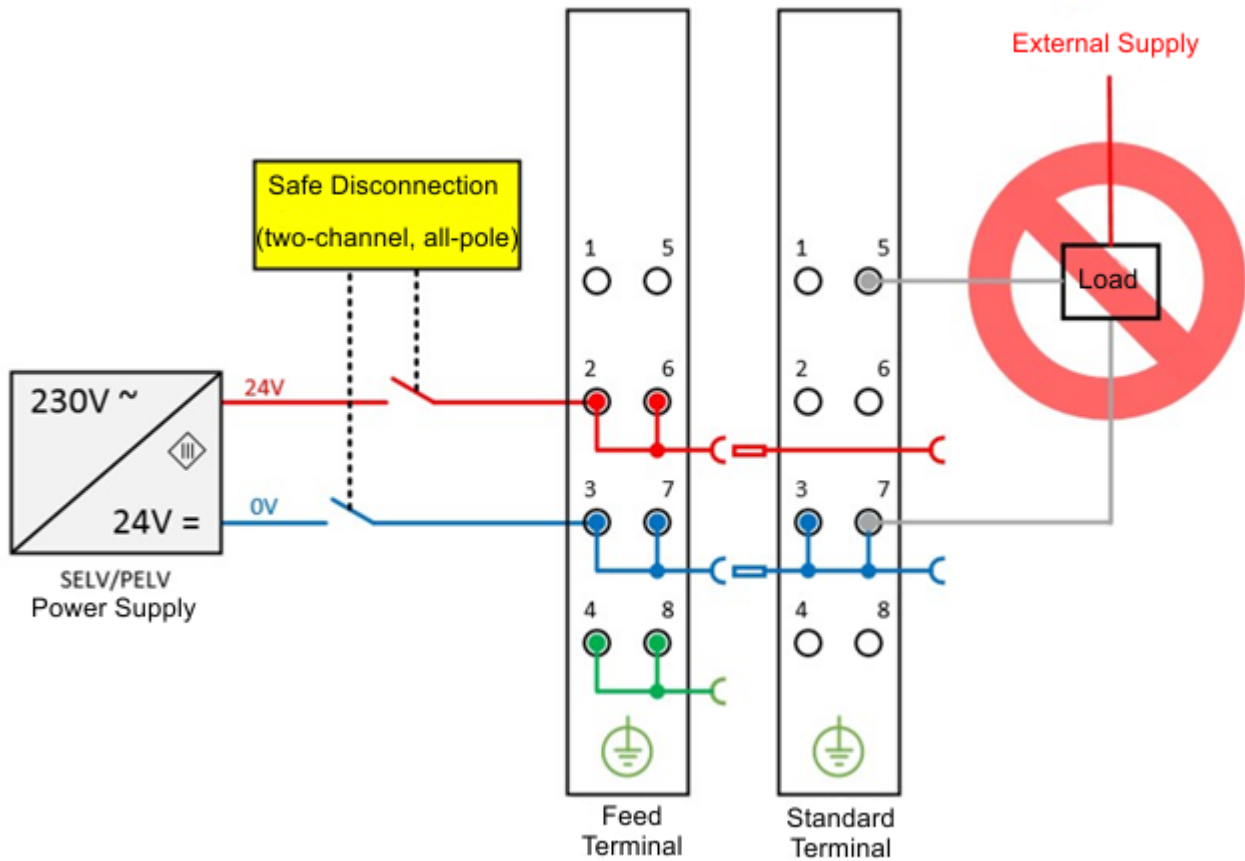 External Supply
Safe Disconnection
(two-channel, all-pole)
1 5
1 5
Load
230V ~
24V
2 6
2 6
III
24V =
0V
3 7
3 7
SELV/PELV
Power Supply
4 8
4 8
Feed
Terminal
Standard
Terminal